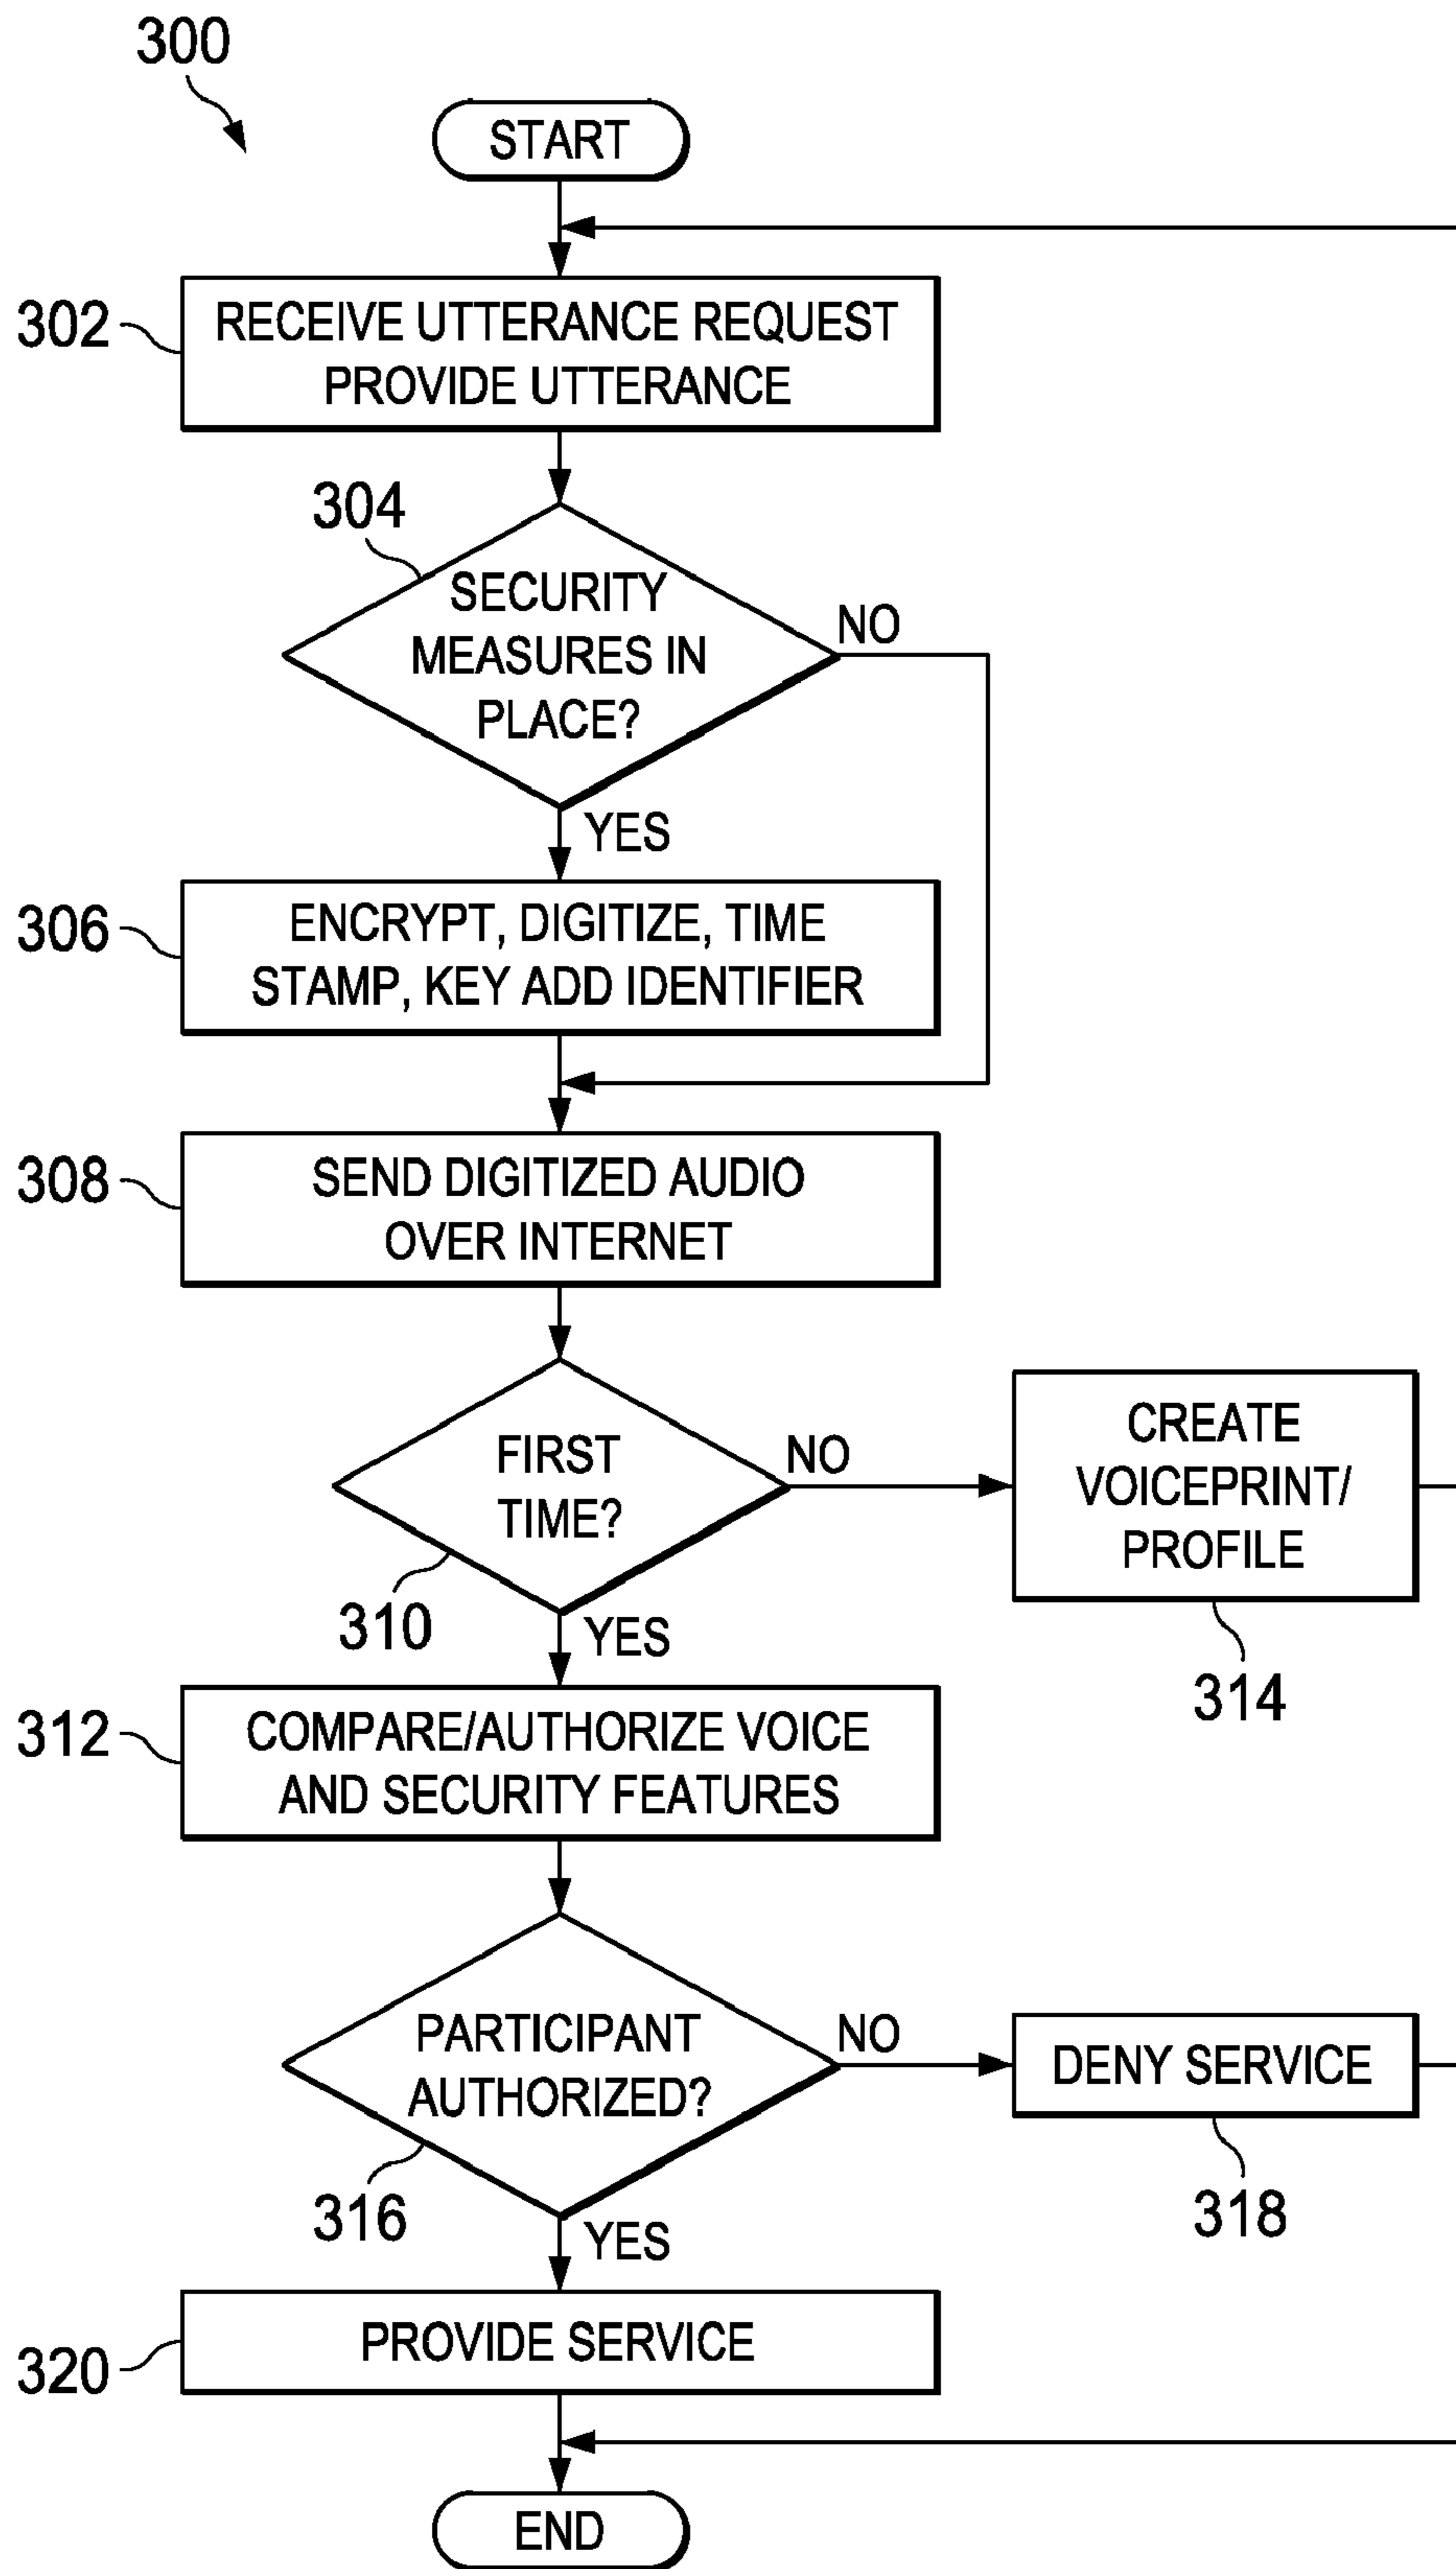 300
START
302
RECEIVE UTTERANCE REQUEST
PROVIDE UTTERANCE
304
SECURITY
MEASURES IN
PLACE?
NO
YES
306
ENCRYPT, DIGITIZE, TIME
STAMP, KEY ADD IDENTIFIER
308
SEND DIGITIZED AUDIO
OVER INTERNET
FIRST
TIME?
NO
310
YES
CREATE
VOICEPRINT/
PROFILE
314
312
COMPARE/AUTHORIZE VOICE
AND SECURITY FEATURES
PARTICIPANT
AUTHORIZED?
NO
316
YES
DENY SERVICE
318
320
PROVIDE SERVICE
END